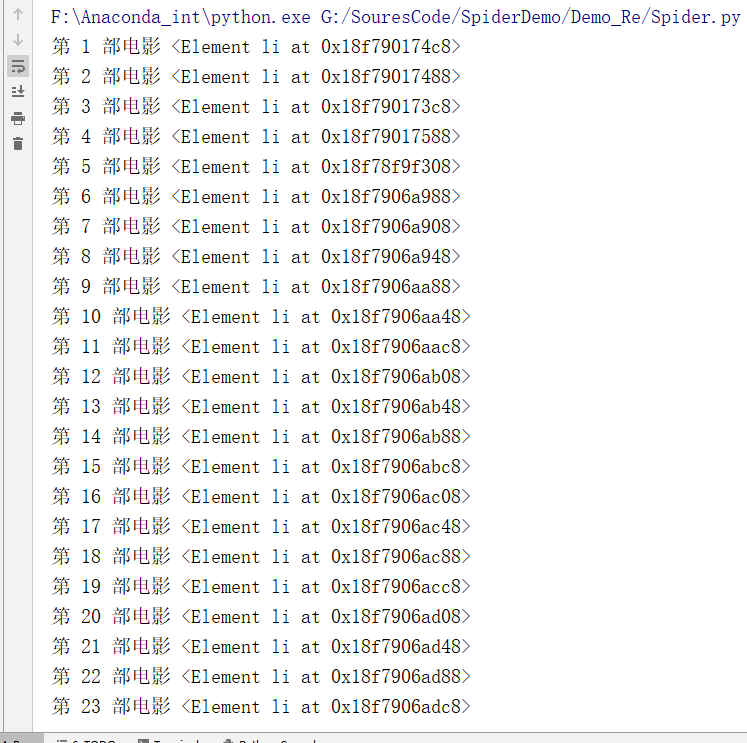 F:\Anaconda_int\python.exe G:/SouresCode/SpiderDemo/Demo_Re/Spider.py
第 1 部电影 <Element li at 0x18f790174c8>
第 2 部电影 <Element li at 0x18f79017488>
第 3 部电影 <Element li at 0x18f790173c8>
第 4 部电影 <Element li at 0x18f79017588>
第 5 部电影 <Element li at 0x18f78f9f308>
第 6 部电影 <Element li at 0x18f7906a988>
第 7 部电影 <Element li at 0x18f7906a908>
第 8 部电影 <Element li at 0x18f7906a948>
第 9 部电影 <Element li at 0x18f7906aa88>
第 10 部电影 <Element li at 0x18f7906aa48>
第 11 部电影 <Element li at 0x18f7906aac8>
第 12 部电影 <Element li at 0x18f7906ab08>
第 13 部电影 <Element li at 0x18f7906ab48>
第 14 部电影 <Element li at 0x18f7906ab88>
第 15 部电影 <Element li at 0x18f7906abc8>
第 16 部电影 <Element li at 0x18f7906ac08>
第 17 部电影 <Element li at 0x18f7906ac48>
第 18 部电影 <Element li at 0x18f7906ac88>
第 19 部电影 <Element li at 0x18f7906acc8>
第 20 部电影 <Element li at 0x18f7906ad08>
第 21 部电影 <Element li at 0x18f7906ad48>
第 22 部电影 <Element li at 0x18f7906ad88>
第 23 部电影 <Element li at 0x18f7906adc8>